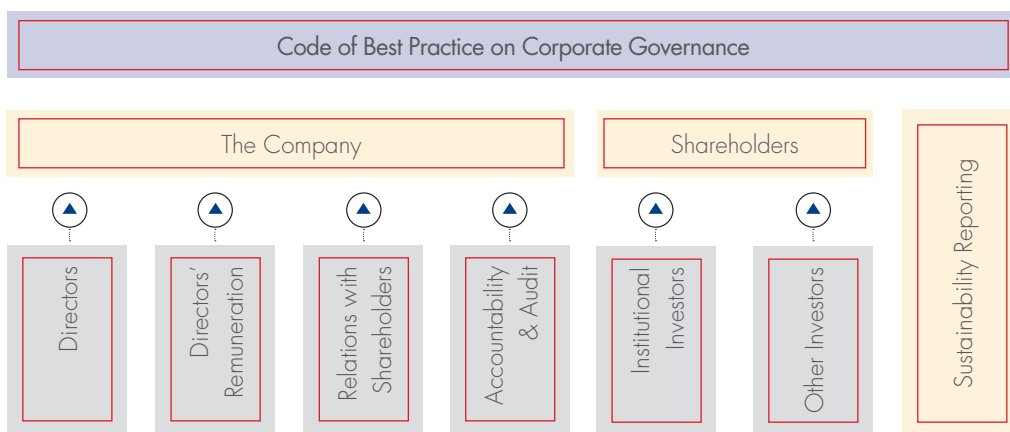 Code of Best Practice on Corporate Governance
The Company
Shareholders
Directors
Directors'
Remuneration
Relations with
Shareholders
Accountability
& Audit
Institutional
Investors
Other Investors
Sustainability Reporting